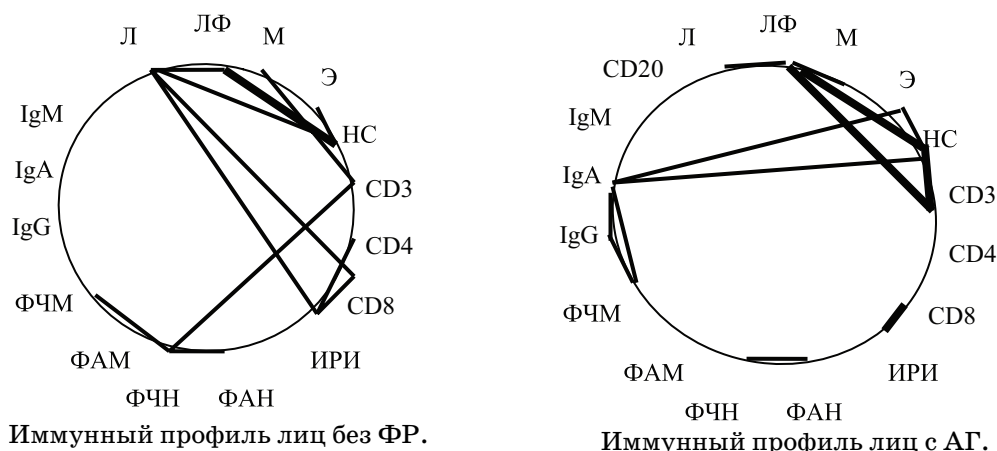 ЛФ
Л
М
Э
НС
CD3
CD4
CD8
ИРИ
ФАН
ФЧН
ФАМ
ФЧМ
IgG
IgA
IgM
Иммунный профиль лиц без ФР.
ЛФ
Л
М
CD20
Э
IgM
НС
IgA
CD3
IgG
CD4
ФЧМ
CD8
ФАМ
ИРИ
ФЧН
ФАН
Иммунный профиль лиц с АГ.